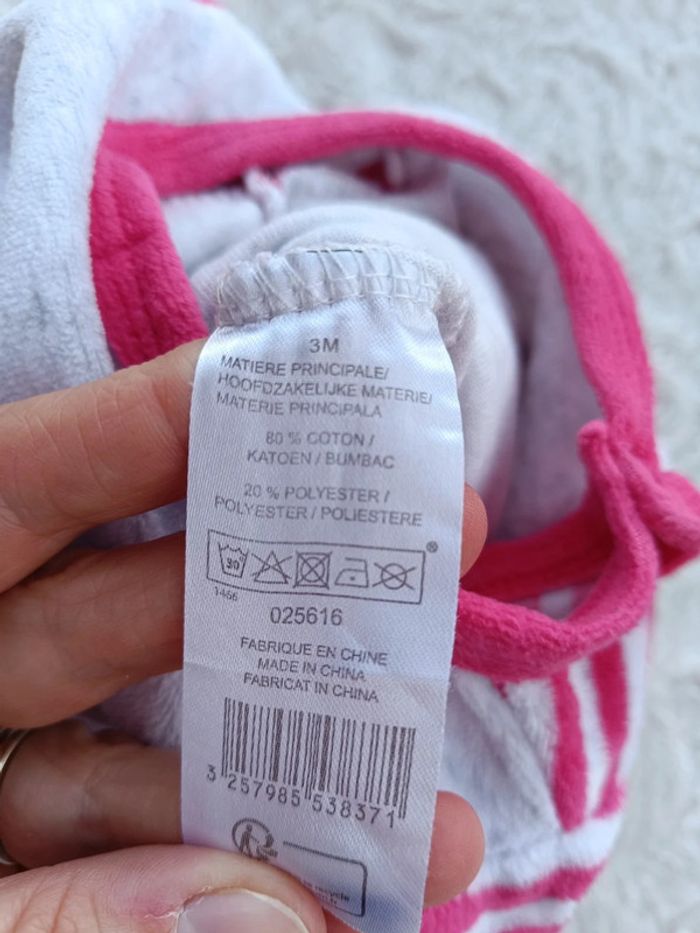 3M
MATIERE PRINCIPALE/
HOOFDZAKELIJKE MATERIE/
MATERIE PRINCIPALA
80 % COTON /
KATOEN / BUMBAC
20 % POLYESTER /
POLYESTER / POLIESTERE
30°
®
1456
025616
FABRIQUE EN CHINE
MADE IN CHINA
FABRICAT IN CHINA
3 257985 538371
recycle